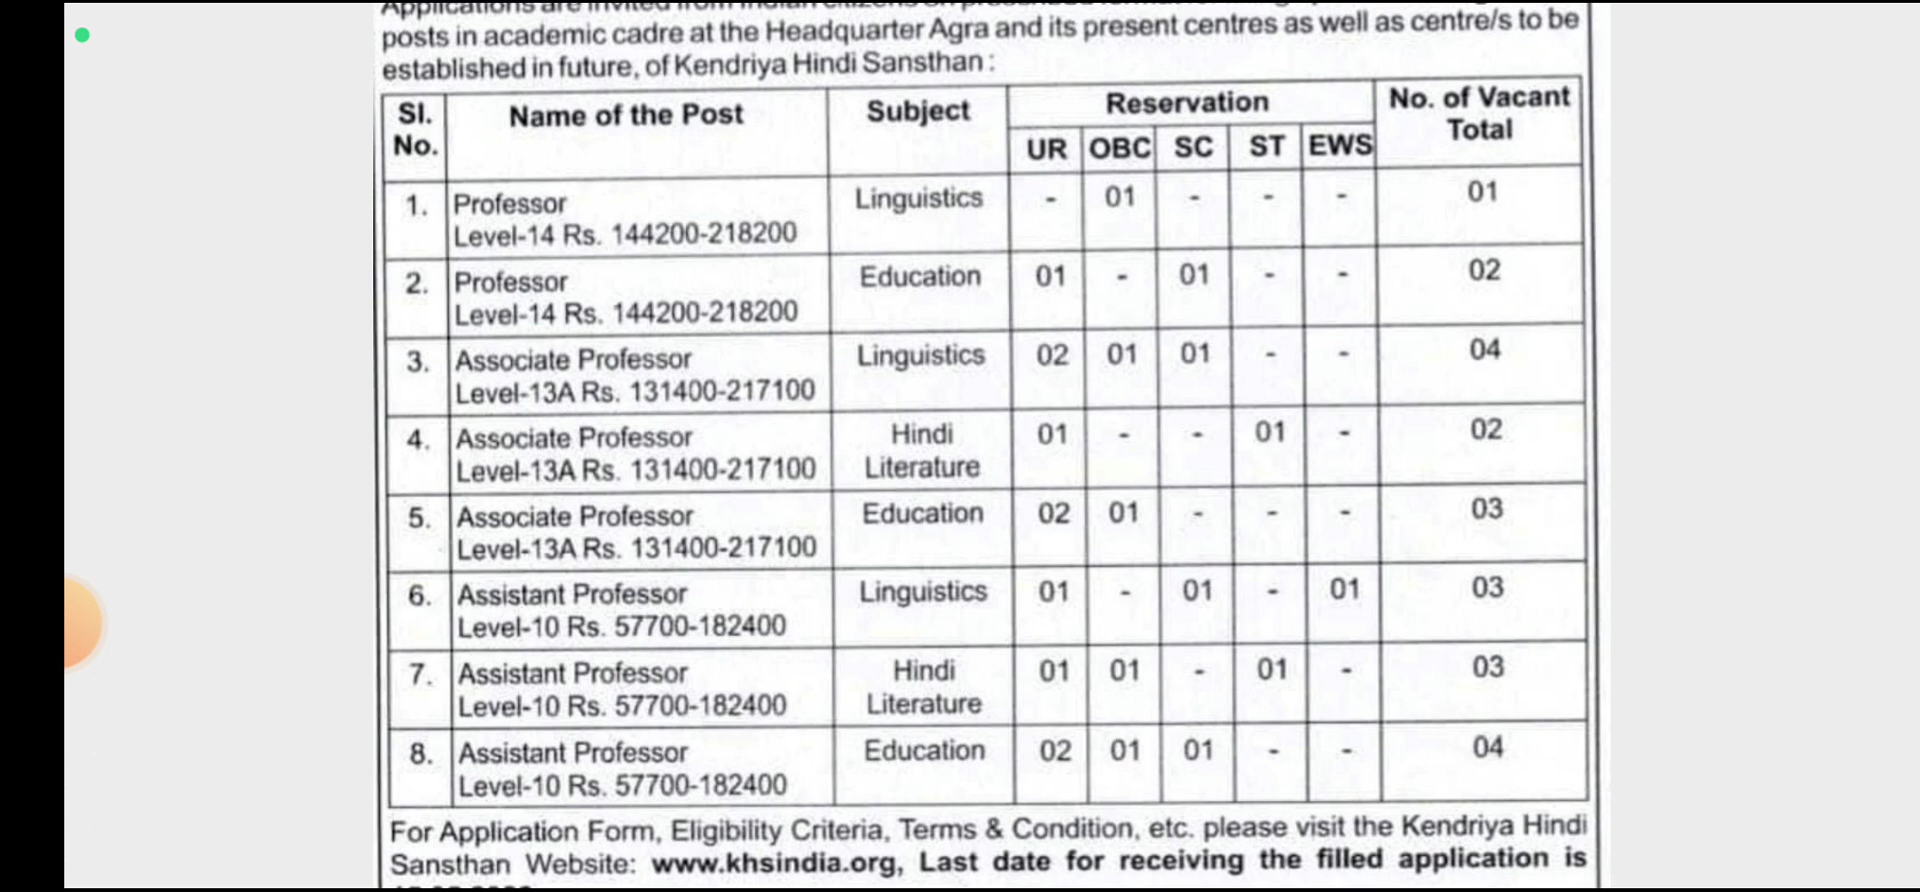 Applications are invited from Indian citizens on
posts in academic cadre at the Headquarter Agra and its present centres as well as centre/s to be
established in future, of Kendriya Hindi Sansthan :
Sl. No. Name of the Post Subject Reservation No. of Vacant Total
UR OBC SC ST EWS
1. Professor Linguistics - 01 - - - 01
Level-14 Rs. 144200-218200
2. Professor Education 01 - 01 - - 02
Level-14 Rs. 144200-218200
3. Associate Professor Linguistics 02 01 01 - - 04
Level-13A Rs. 131400-217100
4. Associate Professor Hindi 01 - - 01 - 02
Level-13A Rs. 131400-217100 Literature
5. Associate Professor Education 02 01 - - - 03
Level-13A Rs. 131400-217100
6. Assistant Professor Linguistics 01 - 01 - 01 03
Level-10 Rs. 57700-182400
7. Assistant Professor Hindi 01 01 - 01 - 03
Level-10 Rs. 57700-182400 Literature
8. Assistant Professor Education 02 01 01 - - 04
Level-10 Rs. 57700-182400
For Application Form, Eligibility Criteria, Terms & Condition, etc. please visit the Kendriya Hindi
Sansthan Website: www.khsindia.org, Last date for receiving the filled application is